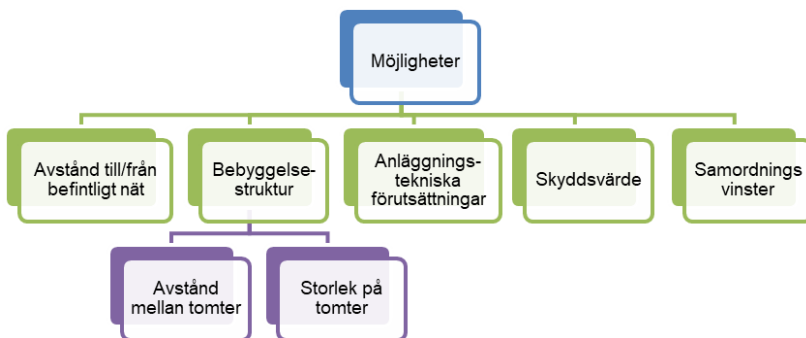 Möjligheter
Avstånd till/från
befintligt nät
Bebyggelse-
struktur
Anläggnings-
tekniska
förutsättningar
Skyddsvärde
Samordnings
vinster
Avstånd
mellan tomter
Storlek på
tomter